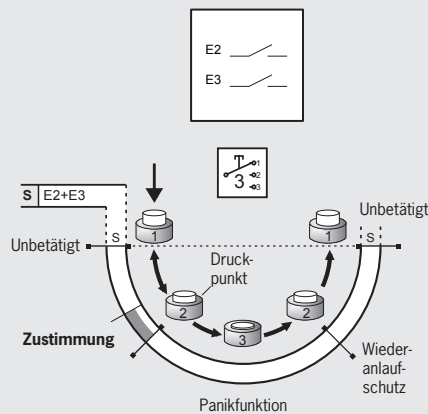 E2
E3
1
2
3
3
S E2+E3
Unbetätigt
S
1
1
S
Unbetätigt
Druck-
punkt
2
2
3
Zustimmung
Wieder-
anlauf-
schutz
Panikfunktion